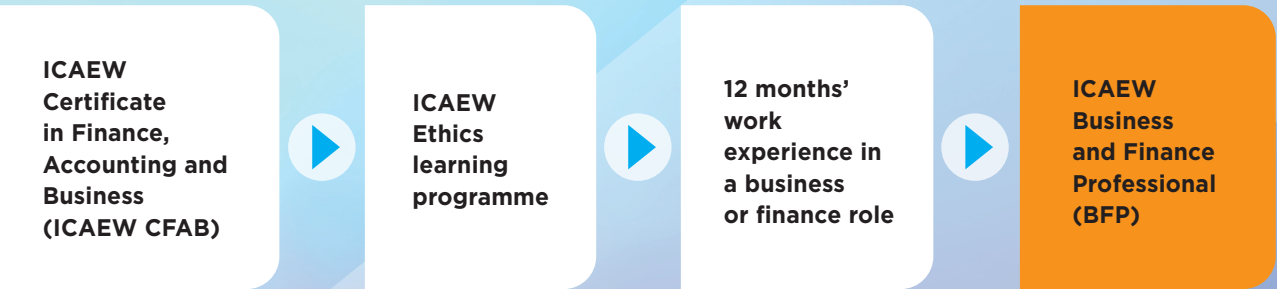 ICAEW
Certificate
in Finance,
Accounting and
Business
(ICAEW CFAB)
ICAEW
Ethics
learning
programme
12 months’
work
experience in
a business
or finance role
ICAEW
Business
and Finance
Professional
(BFP)